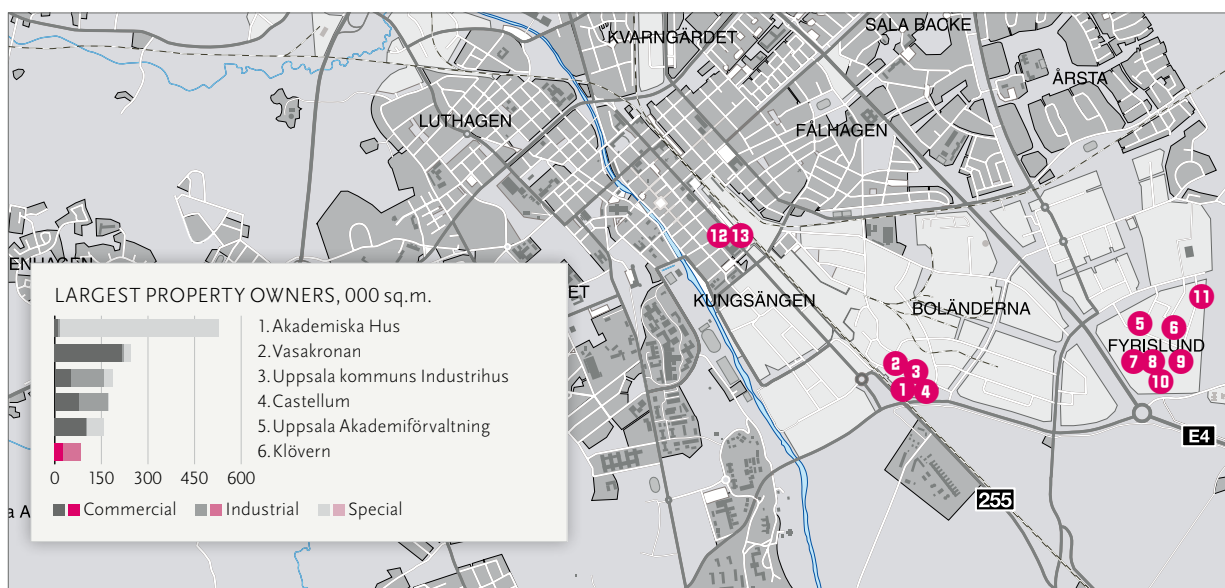 KVARNGÄRDET
SALA BACKE
ÅRSTA
LUTHAGEN
FÅLHAGEN
12 13
ENHAGEN
ET
KUNGSÄNGEN
BOLÄNDERNA
11
5 6
FYRISLUND
7 8 9
10
2
3
1 4
E4
255
LARGEST PROPERTY OWNERS, 000 sq.m.
1. Akademiska Hus
2. Vasakronan
3. Uppsala kommuns Industrihus
4. Castellum
5. Uppsala Akademiförvaltning
6. Klövern
0 150 300 450 600
Commercial Industrial Special
a A